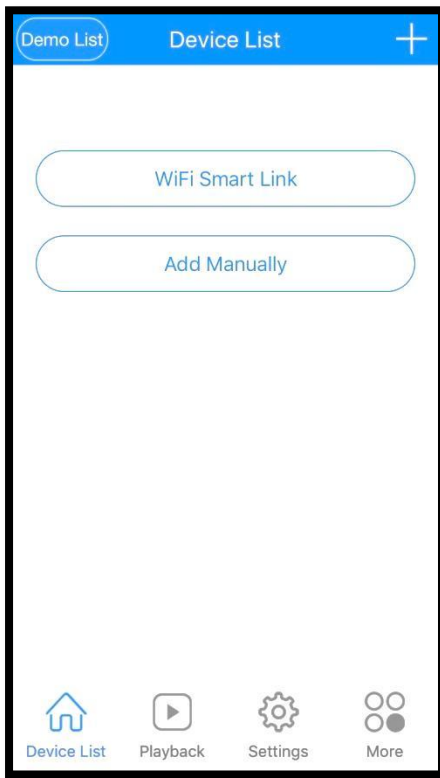 Demo List
Device List
WiFi Smart Link
Add Manually
Device List
Playback
Settings
More